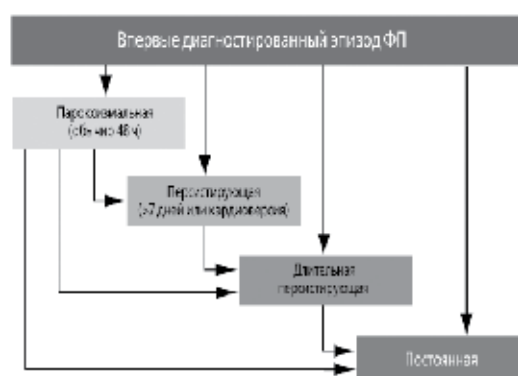 Впервые диагностированный эпизод ФП
Пароксизмальная
(обычно 48 ч)
Персистирующая
(>7 дней или кардиоверсия)
Длительная
персистирующая
Постоянная